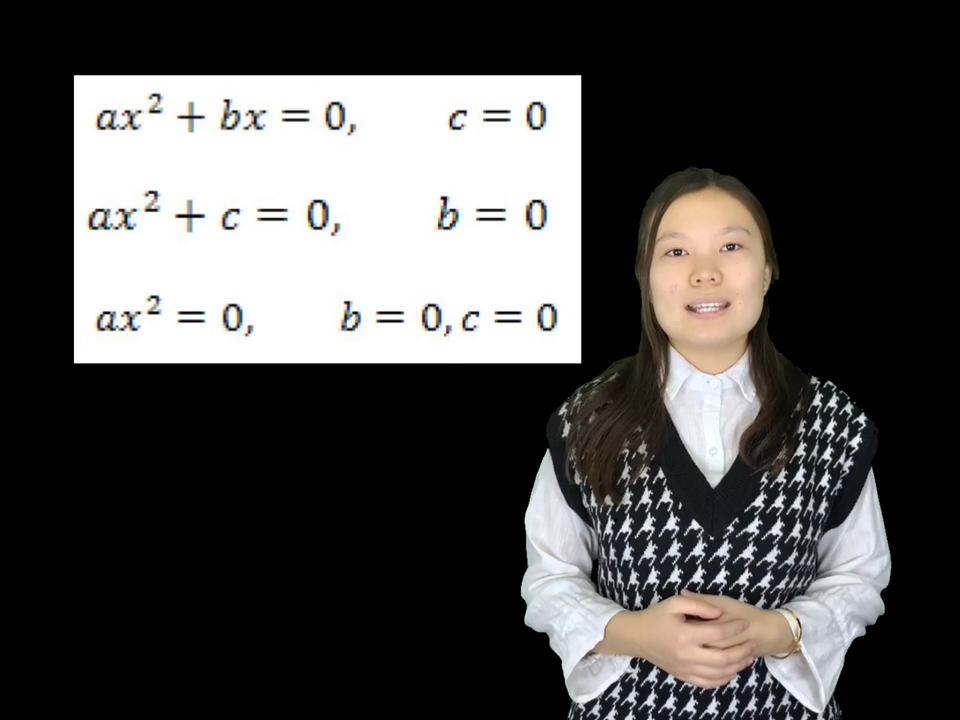 ax² + bx = 0, c = 0
ax² + c = 0, b = 0
ax² = 0, b = 0, c = 0